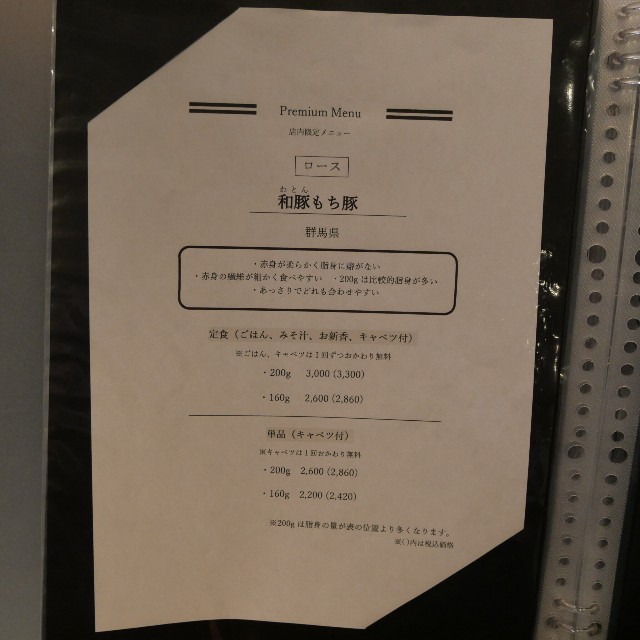 Premium Menu
店内限定メニュー
ロース
おとん
和豚もち豚
群馬県
・赤身が柔らかく脂身に癖がない
・赤身の繊維が細かく食べやすい ・200gは比較的脂身が多い
・あっさりでどれも合わせやすい
定食（ごはん、みそ汁、お新香、キャベツ付）
※ごはん、キャベツは1回ずつおかわり無料
・200g 3,000 (3,300)
・160g 2,600 (2,860)
単品（キャベツ付）
※キャベツは1回おかわり無料
・200g 2,600 (2,860)
・160g 2,200 (2,420)
※200gは脂身の量が表の位置より多くなります。
※( )内は税込価格